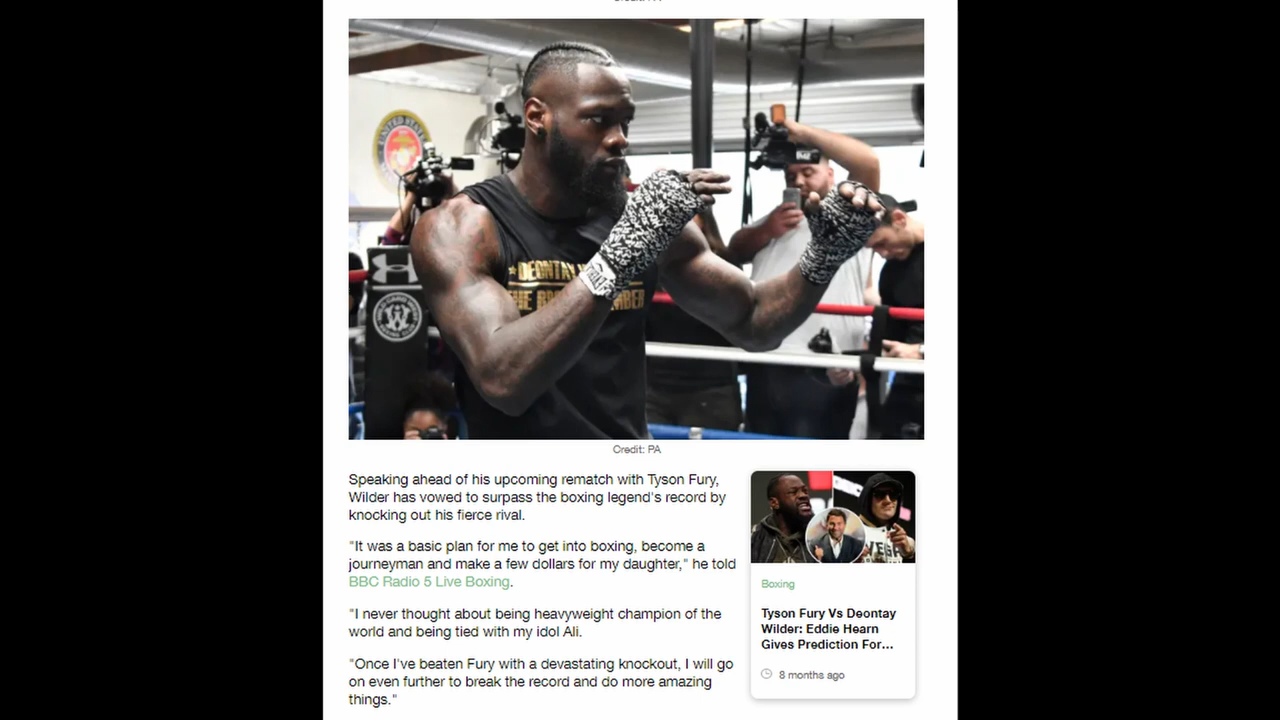 UNITED STATES
DEONTAY
Credit: PA
Speaking ahead of his upcoming rematch with Tyson Fury,
Wilder has vowed to surpass the boxing legend's record by
knocking out his fierce rival.
"It was a basic plan for me to get into boxing, become a
journeyman and make a few dollars for my daughter," he told
BBC Radio 5 Live Boxing.
"I never thought about being heavyweight champion of the
world and being tied with my idol Ali.
"Once I've beaten Fury with a devastating knockout, I will go
on even further to break the record and do more amazing
things."
Boxing
Tyson Fury Vs Deontay
Wilder: Eddie Hearn
Gives Prediction For...
8 months ago